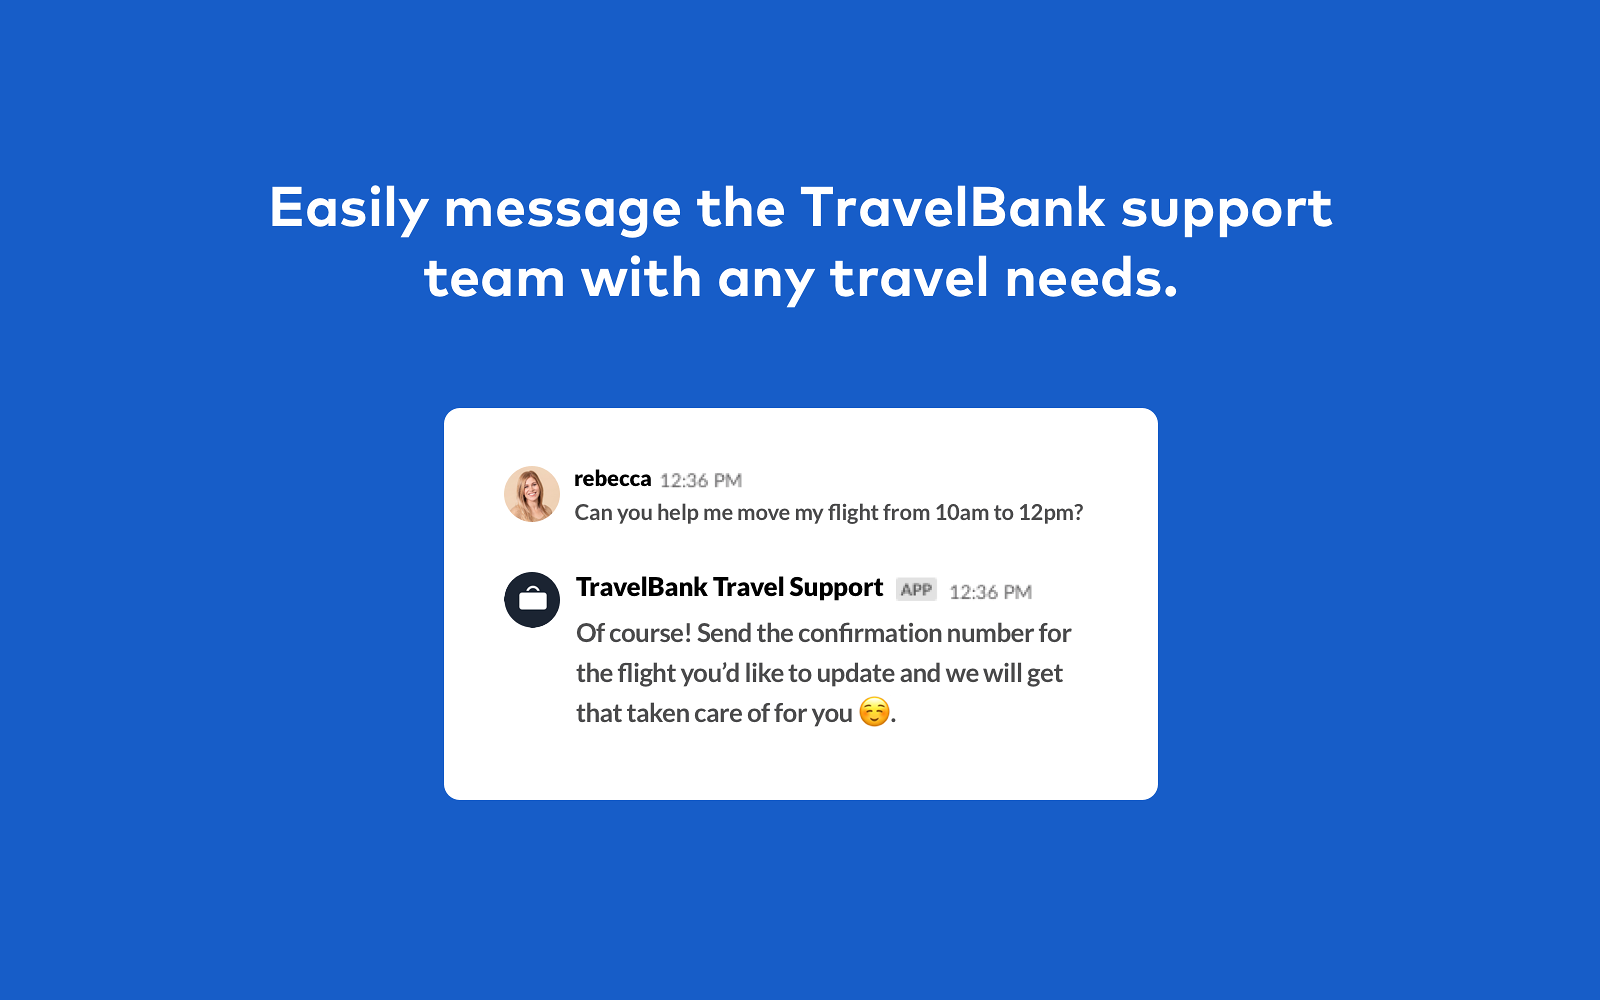 Easily message the TravelBank support
team with any travel needs.
rebecca 12:36 PM
Can you help me move my flight from 10am to 12pm?
TravelBank Travel Support APP 12:36 PM
Of course! Send the confirmation number for
the flight you’d like to update and we will get
that taken care of for you ☺️.